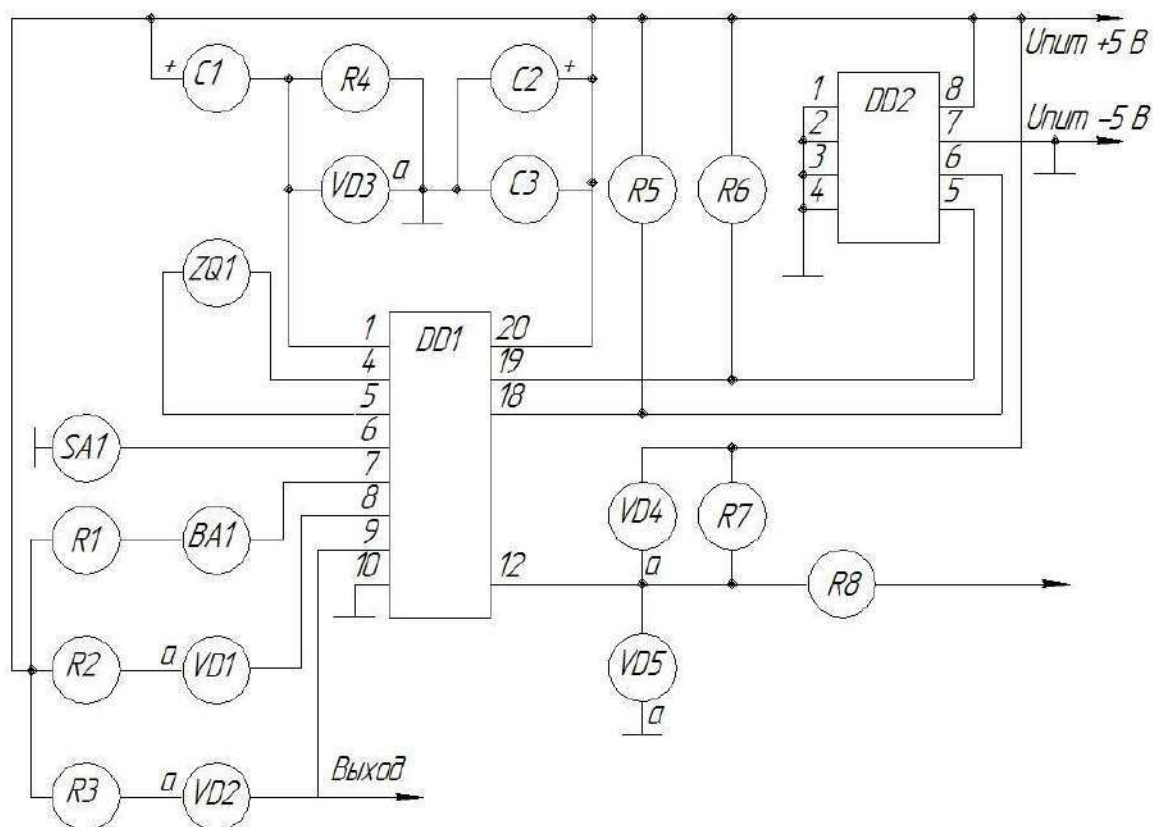 Uпит +5 В
+ C1
R4
C2 +
1
2
3
4
DD2
8
7
6
5
Uпит –5 В
VD3 а
C3
R5
R6
ZQ1
1
4
5
6
7
8
9
10
DD1
20
19
18
12
SA1
R1
BA1
VD4
а
R7
R8
R2
а
VD1
VD5
а
R3
а
VD2
Выход